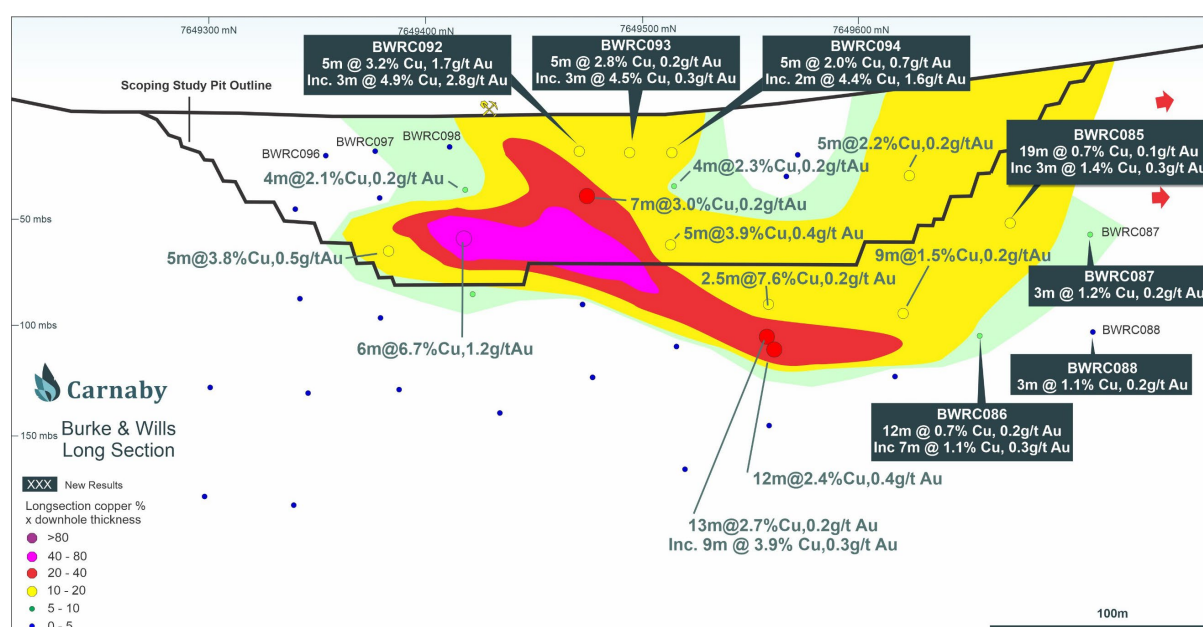 7649300 mN
7649400 mN
7649500 mN
7649600 mN
BWRC092
5m @ 3.2% Cu, 1.7g/t Au
Inc. 3m @ 4.9% Cu, 2.8g/t Au
BWRC093
5m @ 2.8% Cu, 0.2g/t Au
Inc. 3m @ 4.5% Cu, 0.3g/t Au
BWRC094
5m @ 2.0% Cu, 0.7g/t Au
Inc. 2m @ 4.4% Cu, 1.6g/t Au
Scoping Study Pit Outline
BWRC096
BWRC097
BWRC098
4m@2.1%Cu,0.2g/t Au
4m@2.3%Cu,0.2g/tAu
5m@2.2%Cu,0.2g/tAu
BWRC085
19m @ 0.7% Cu, 0.1g/t Au
Inc 3m @ 1.4% Cu, 0.3g/t Au
7m@3.0%Cu,0.2g/tAu
50 mbs
5m@3.9%Cu,0.4g/t Au
BWRC087
5m@3.8%Cu,0.5g/tAu
9m@1.5%Cu,0.2g/tAu
2.5m@7.6%Cu,0.2g/t Au
BWRC087
3m @ 1.2% Cu, 0.2g/t Au
100 mbs
6m@6.7%Cu,1.2g/tAu
BWRC088
BWRC088
3m @ 1.1% Cu, 0.2g/t Au
Carnaby
Burke & Wills
Long Section
BWRC086
12m @ 0.7% Cu, 0.2g/t Au
Inc 7m @ 1.1% Cu, 0.3g/t Au
150 mbs
12m@2.4%Cu,0.4g/t Au
13m@2.7%Cu,0.2g/t Au
Inc. 9m @ 3.9% Cu,0.3g/t Au
XXX New Results
Longsection copper %
x downhole thickness
>80
40 - 80
20 - 40
10 - 20
5 - 10
0 - 5
100m